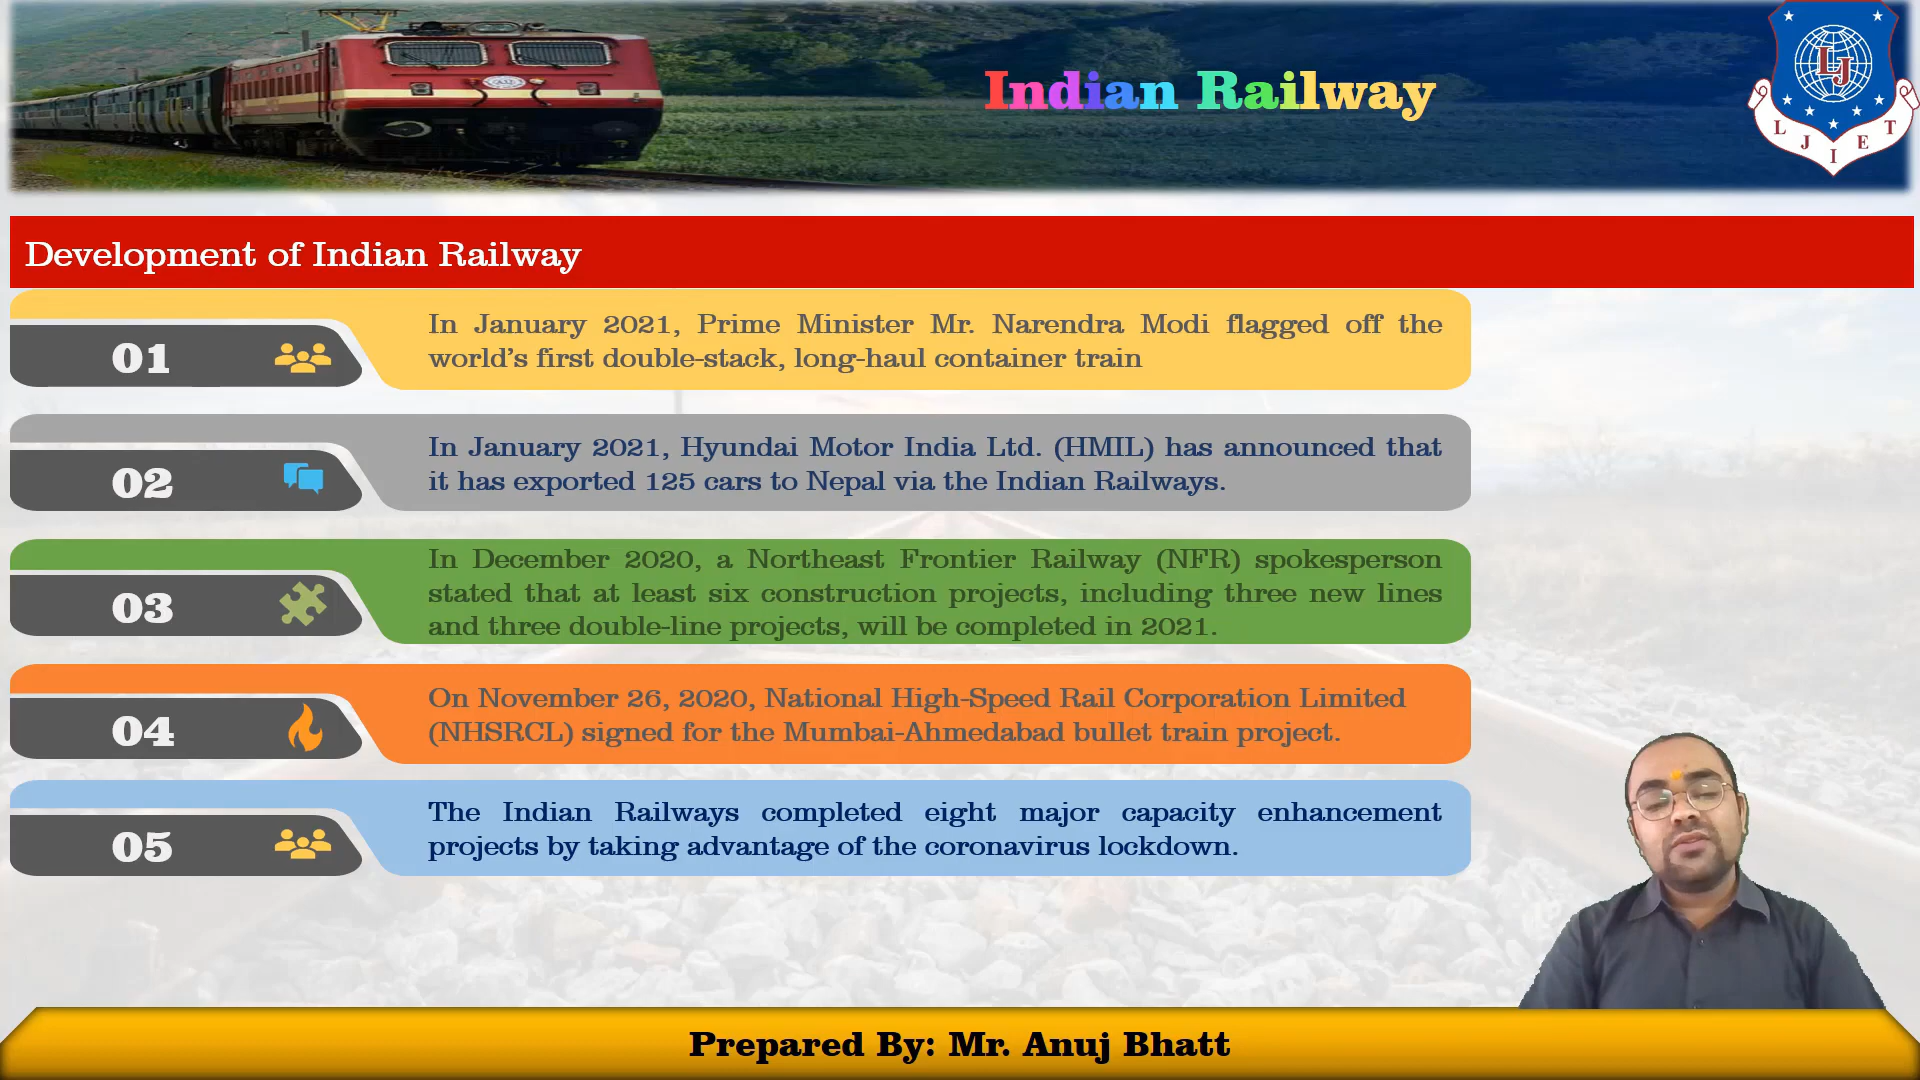 Indian Railway
LJ
L J I E T
Development of Indian Railway
01
In January 2021, Prime Minister Mr. Narendra Modi flagged off the
world's first double-stack, long-haul container train
02
In January 2021, Hyundai Motor India Ltd. (HMIL) has announced that
it has exported 125 cars to Nepal via the Indian Railways.
03
In December 2020, a Northeast Frontier Railway (NFR) spokesperson
stated that at least six construction projects, including three new lines
and three double-line projects, will be completed in 2021.
04
On November 26, 2020, National High-Speed Rail Corporation Limited
(NHSRCL) signed for the Mumbai-Ahmedabad bullet train project.
05
The Indian Railways completed eight major capacity enhancement
projects by taking advantage of the coronavirus lockdown.
Prepared By: Mr. Anuj Bhatt